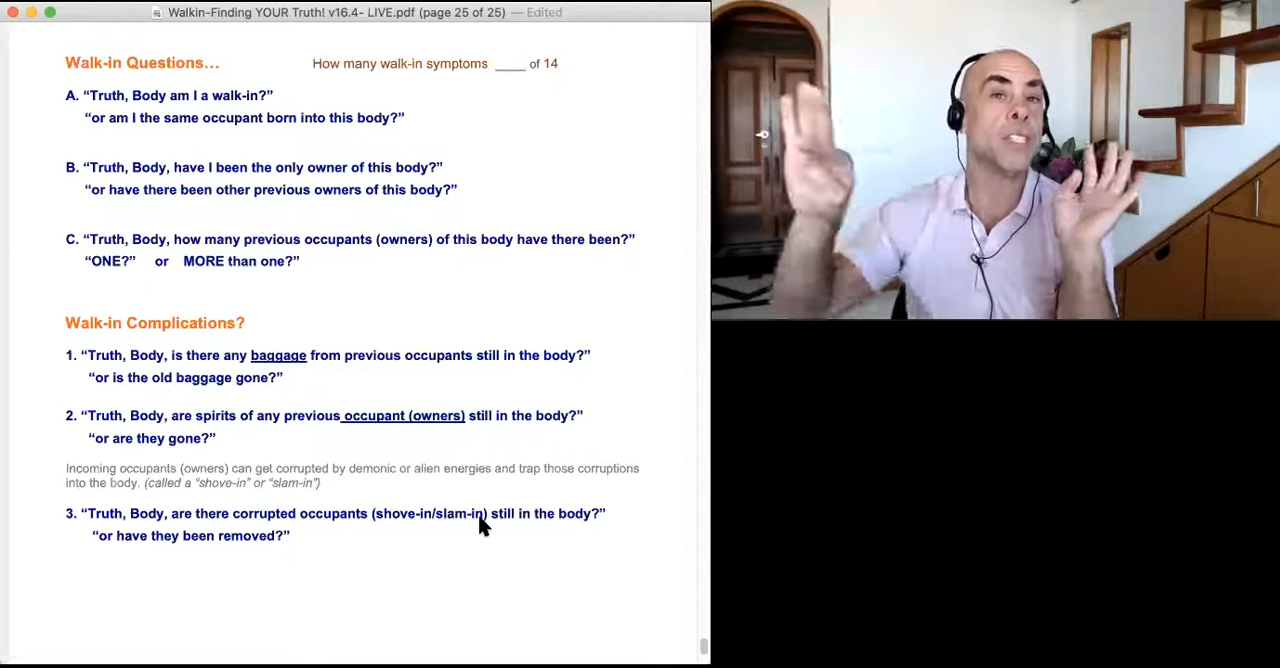 Walkin-Finding YOUR Truth! v16.4- LIVE.pdf (page 25 of 25) — Edited
Walk-in Questions… How many walk-in symptoms ____ of 14
A. “Truth, Body am I a walk-in?”
“or am I the same occupant born into this body?”
B. “Truth, Body, have I been the only owner of this body?”
“or have there been other previous owners of this body?”
C. “Truth, Body, how many previous occupants (owners) of this body have there been?”
“ONE?” or MORE than one?”
Walk-in Complications?
1. “Truth, Body, is there any baggage from previous occupants still in the body?”
“or is the old baggage gone?”
2. “Truth, Body, are spirits of any previous occupant (owners) still in the body?”
“or are they gone?”
Incoming occupants (owners) can get corrupted by demonic or alien energies and trap those corruptions
into the body. (called a “shove-in” or “slam-in”)
3. “Truth, Body, are there corrupted occupants (shove-in/slam-in) still in the body?”
“or have they been removed?”